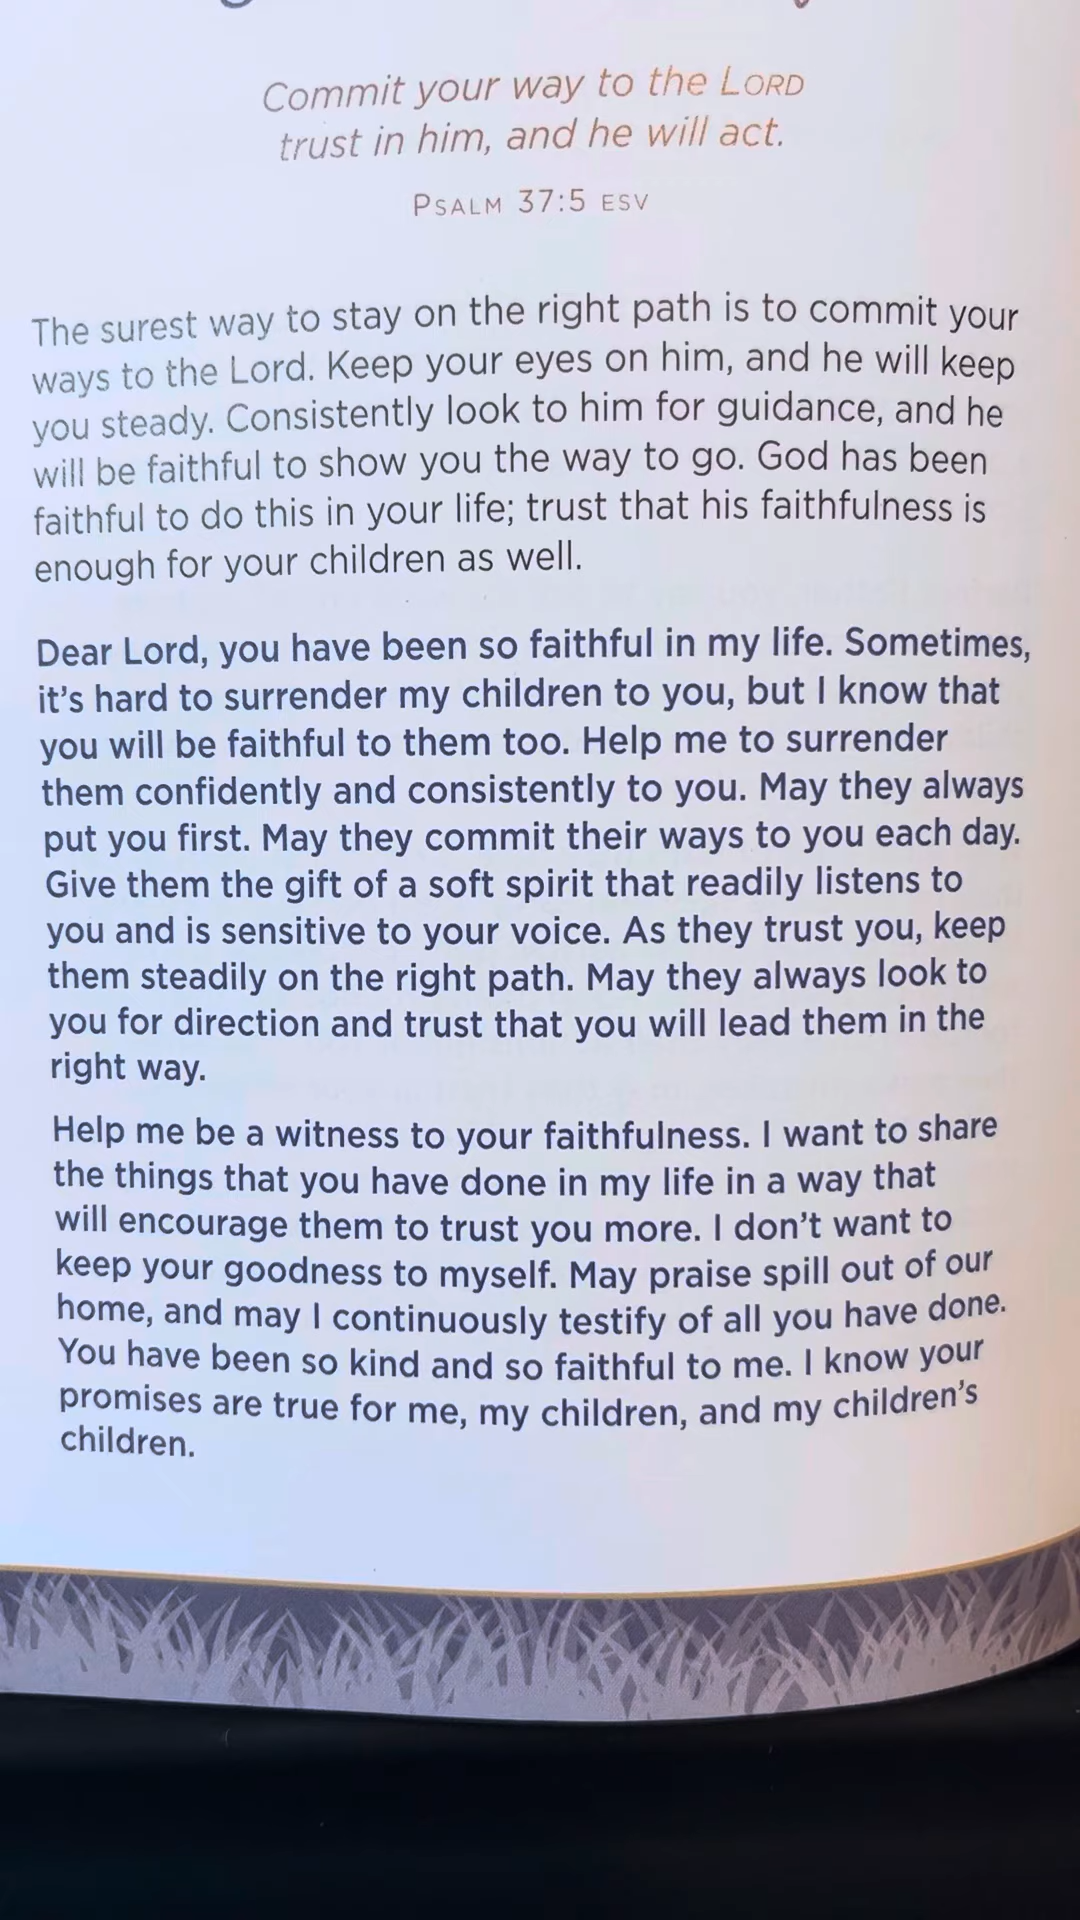 Commit your way to the LORD
trust in him, and he will act.
PSALM 37:5 ESV
The surest way to stay on the right path is to commit your
ways to the Lord. Keep your eyes on him, and he will keep
you steady. Consistently look to him for guidance, and he
will be faithful to show you the way to go. God has been
faithful to do this in your life; trust that his faithfulness is
enough for your children as well.
Dear Lord, you have been so faithful in my life. Sometimes,
it's hard to surrender my children to you, but I know that
you will be faithful to them too. Help me to surrender
them confidently and consistently to you. May they always
put you first. May they commit their ways to you each day.
Give them the gift of a soft spirit that readily listens to
you and is sensitive to your voice. As they trust you, keep
them steadily on the right path. May they always look to
you for direction and trust that you will lead them in the
right way.
Help me be a witness to your faithfulness. I want to share
the things that you have done in my life in a way that
will encourage them to trust you more. I don't want to
keep your goodness to myself. May praise spill out of our
home, and may I continuously testify of all you have done.
You have been so kind and so faithful to me. I know your
promises are true for me, my children, and my children's
children.